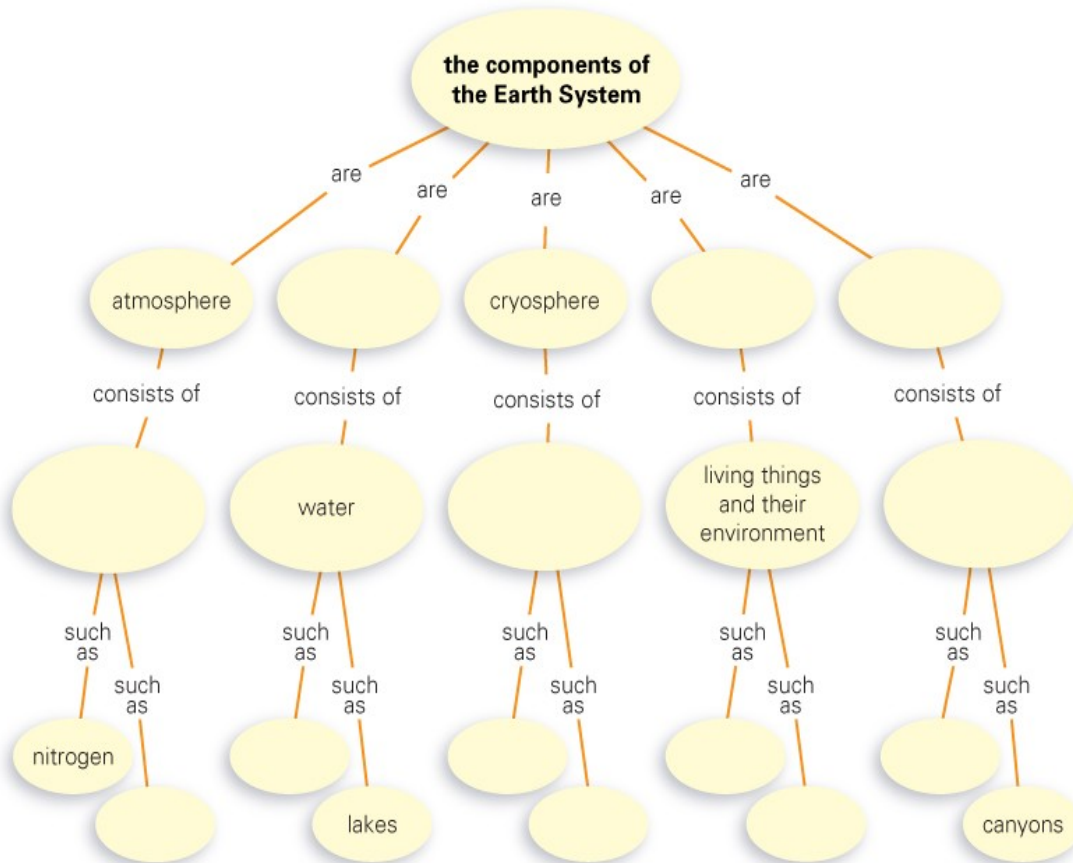 the components of
the Earth System
are
are
are
are
are
atmosphere
cryosphere
consists of
consists of
consists of
consists of
consists of
water
living things
and their
environment
such
as
such
as
such
as
such
as
such
as
such
as
such
as
such
as
such
as
such
as
nitrogen
lakes
canyons